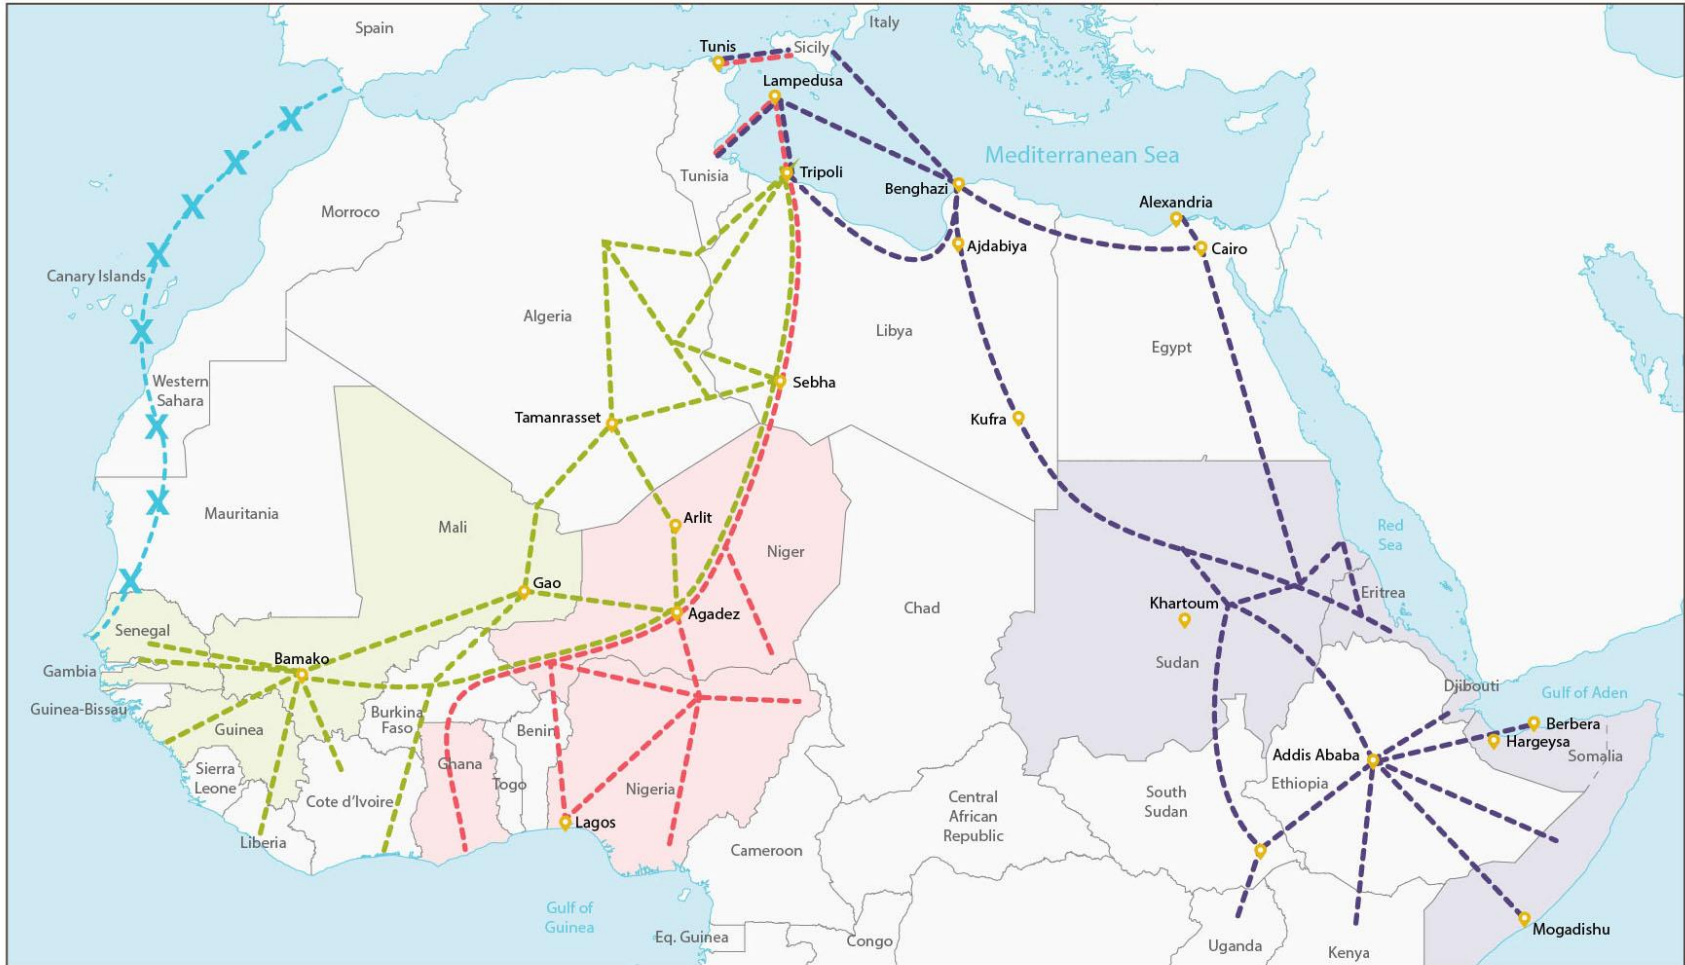 Spain
Italy
Tunis
Sicily
Lampedusa
Mediterranean Sea
Tunisia
Tripoli
Benghazi
Alexandria
Morroco
Ajdabiya
Cairo
Canary Islands
Algeria
Libya
Egypt
Western
Sahara
Sebha
Tamanrasset
Kufra
Mauritania
Mali
Arlit
Niger
Red
Sea
Gao
Chad
Khartoum
Eritrea
Agadez
Senegal
Bamako
Sudan
Gambia
Djibouti
Gulf of Aden
Guinea-Bissau
Guinea
Burkina
Faso
Benin
Berbera
Hargeysa
Somalia
Addis Ababa
Ethiopia
Sierra
Leone
Ghana
Togo
Nigeria
Cote d’Ivoire
South
Sudan
Central
African
Republic
Lagos
Liberia
Cameroon
Gulf of
Guinea
Eq. Guinea
Congo
Uganda
Kenya
Mogadishu
X
X
X
X
X
X
X
X